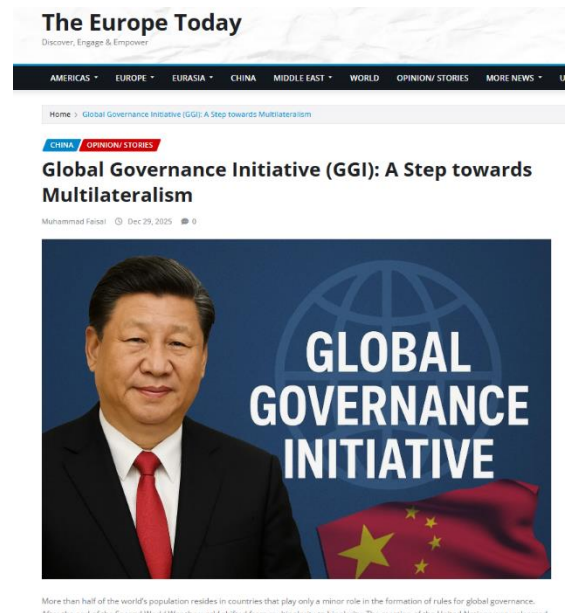 The Europe Today
Discover, Engage & Empower
AMERICAS EUROPE EURASIA CHINA MIDDLE EAST WORLD OPINION/ STORIES MORE NEWS
Home > Global Governance Initiative (GGI): A Step towards Multilateralism
CHINA OPINION/ STORIES
Global Governance Initiative (GGI): A Step towards
Multilateralism
Muhammad Faisal Dec 29, 2025 0
GLOBAL
GOVERNANCE
INITIATIVE
More than half of the world's population resides in countries that play only a minor role in the formation of rules for global governance.